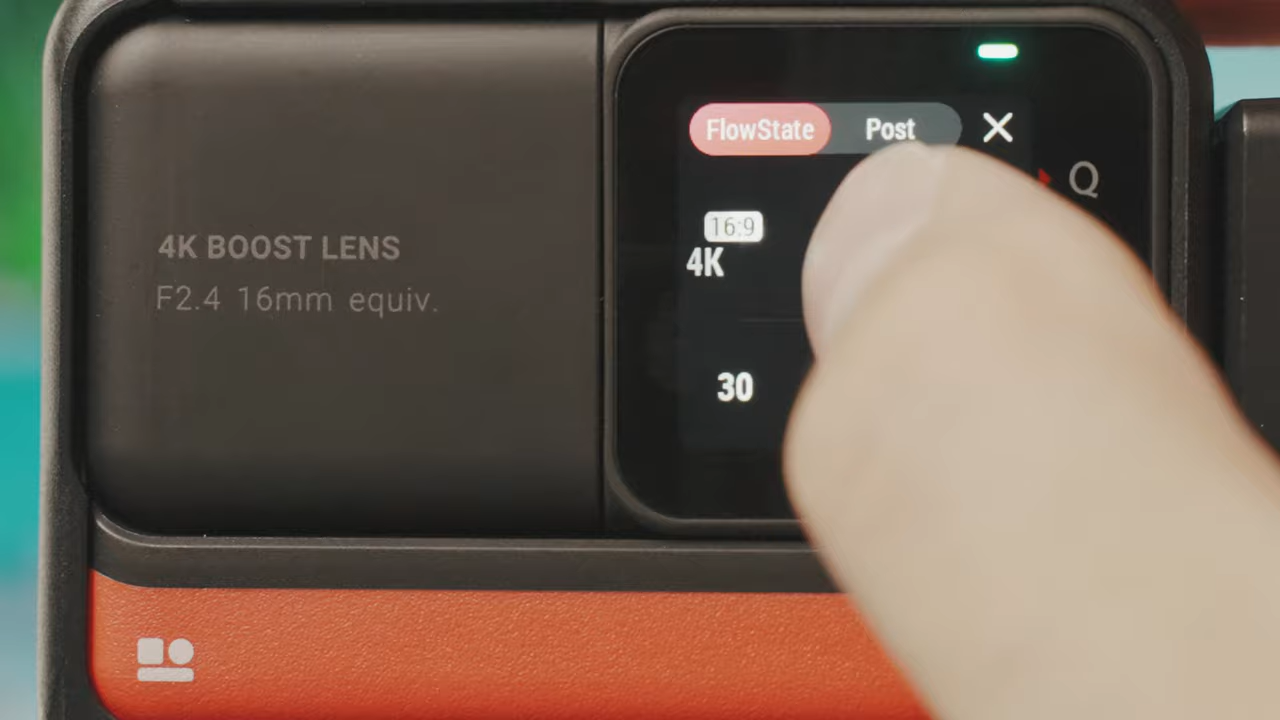 4K BOOST LENS
F2.4 16mm equiv.
FlowState Post
Q
16:9
4K
30